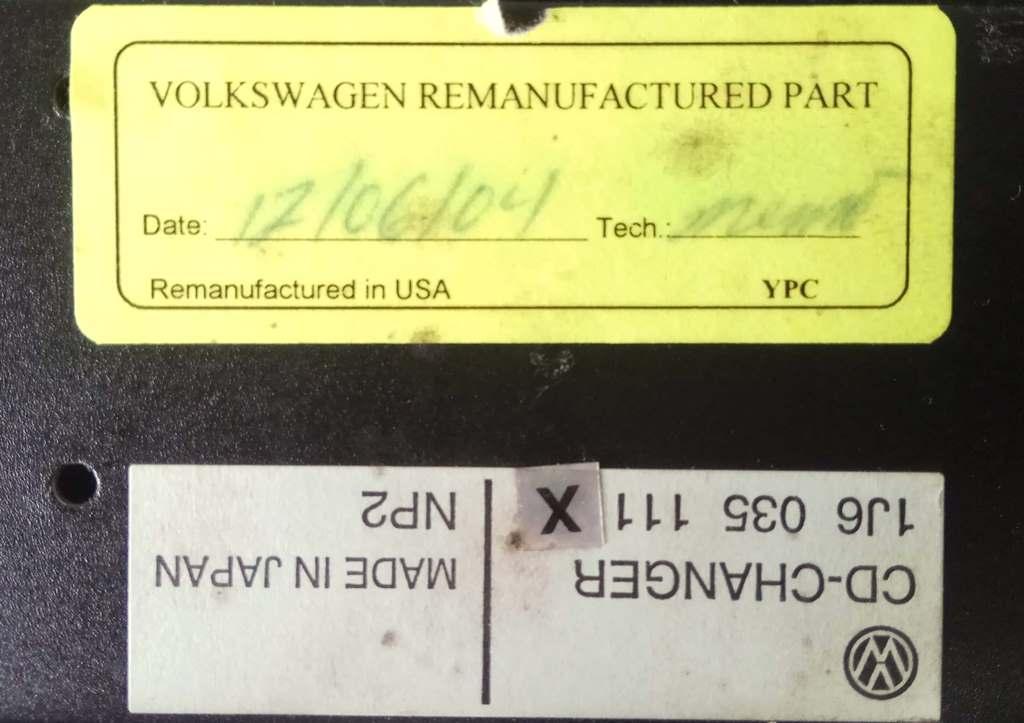 VOLKSWAGEN REMANUFACTURED PART
Date: 12/06/04 Tech.:
Remanufactured in USA YPC
CD-CHANGER
1J6 035 111 X
MADE IN JAPAN
NP2